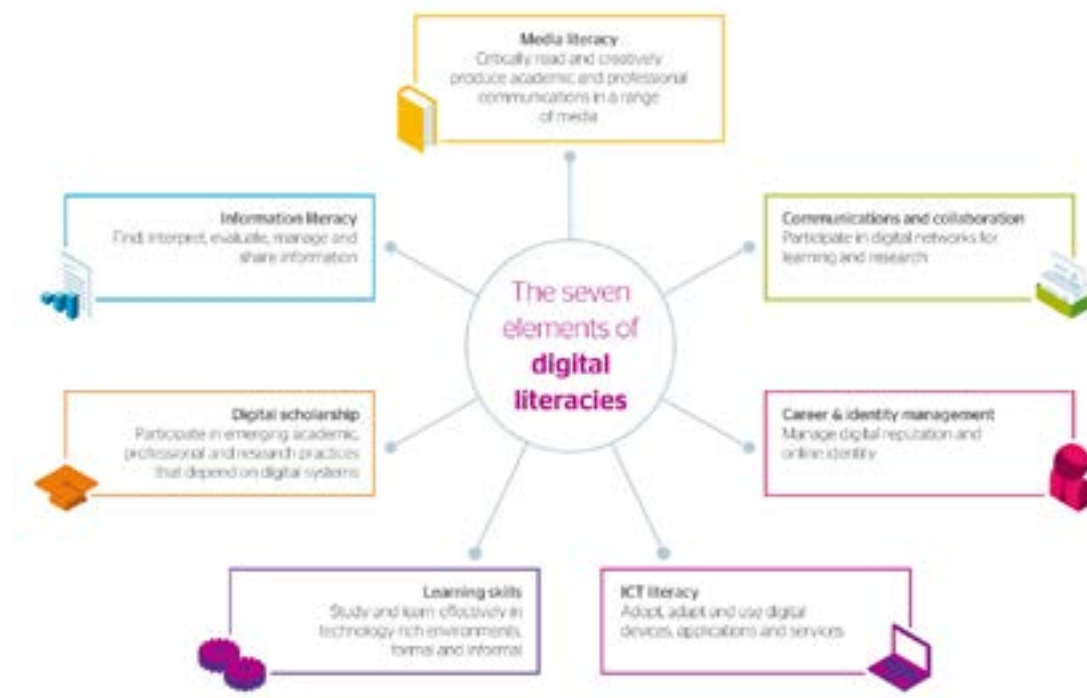 Media literacy
Critically read and creatively
produce academic and professional
communications in a range
of media
Information literacy
Find, interpret, evaluate, manage and
share information
Communications and collaboration
Participate in digital networks for
learning and research
The seven
elements of
digital
literacies
Digital scholarship
Participate in emerging academic,
professional and research practices
that depend on digital systems
Career & identity management
Manage digital reputation and
online identity
Learning skills
Study and learn effectively in
technology-rich environments,
formal and informal
ICT literacy
Adopt, adapt and use digital
devices, applications and services